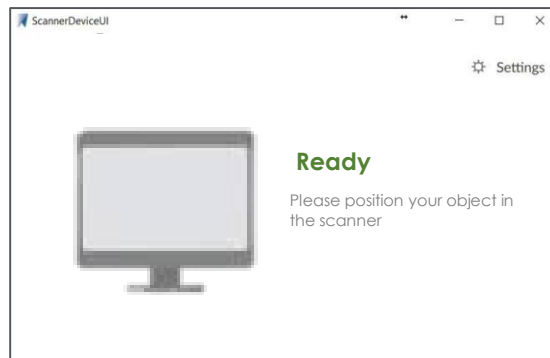 ScannerDeviceUI
Settings
Ready
Please position your object in
the scanner